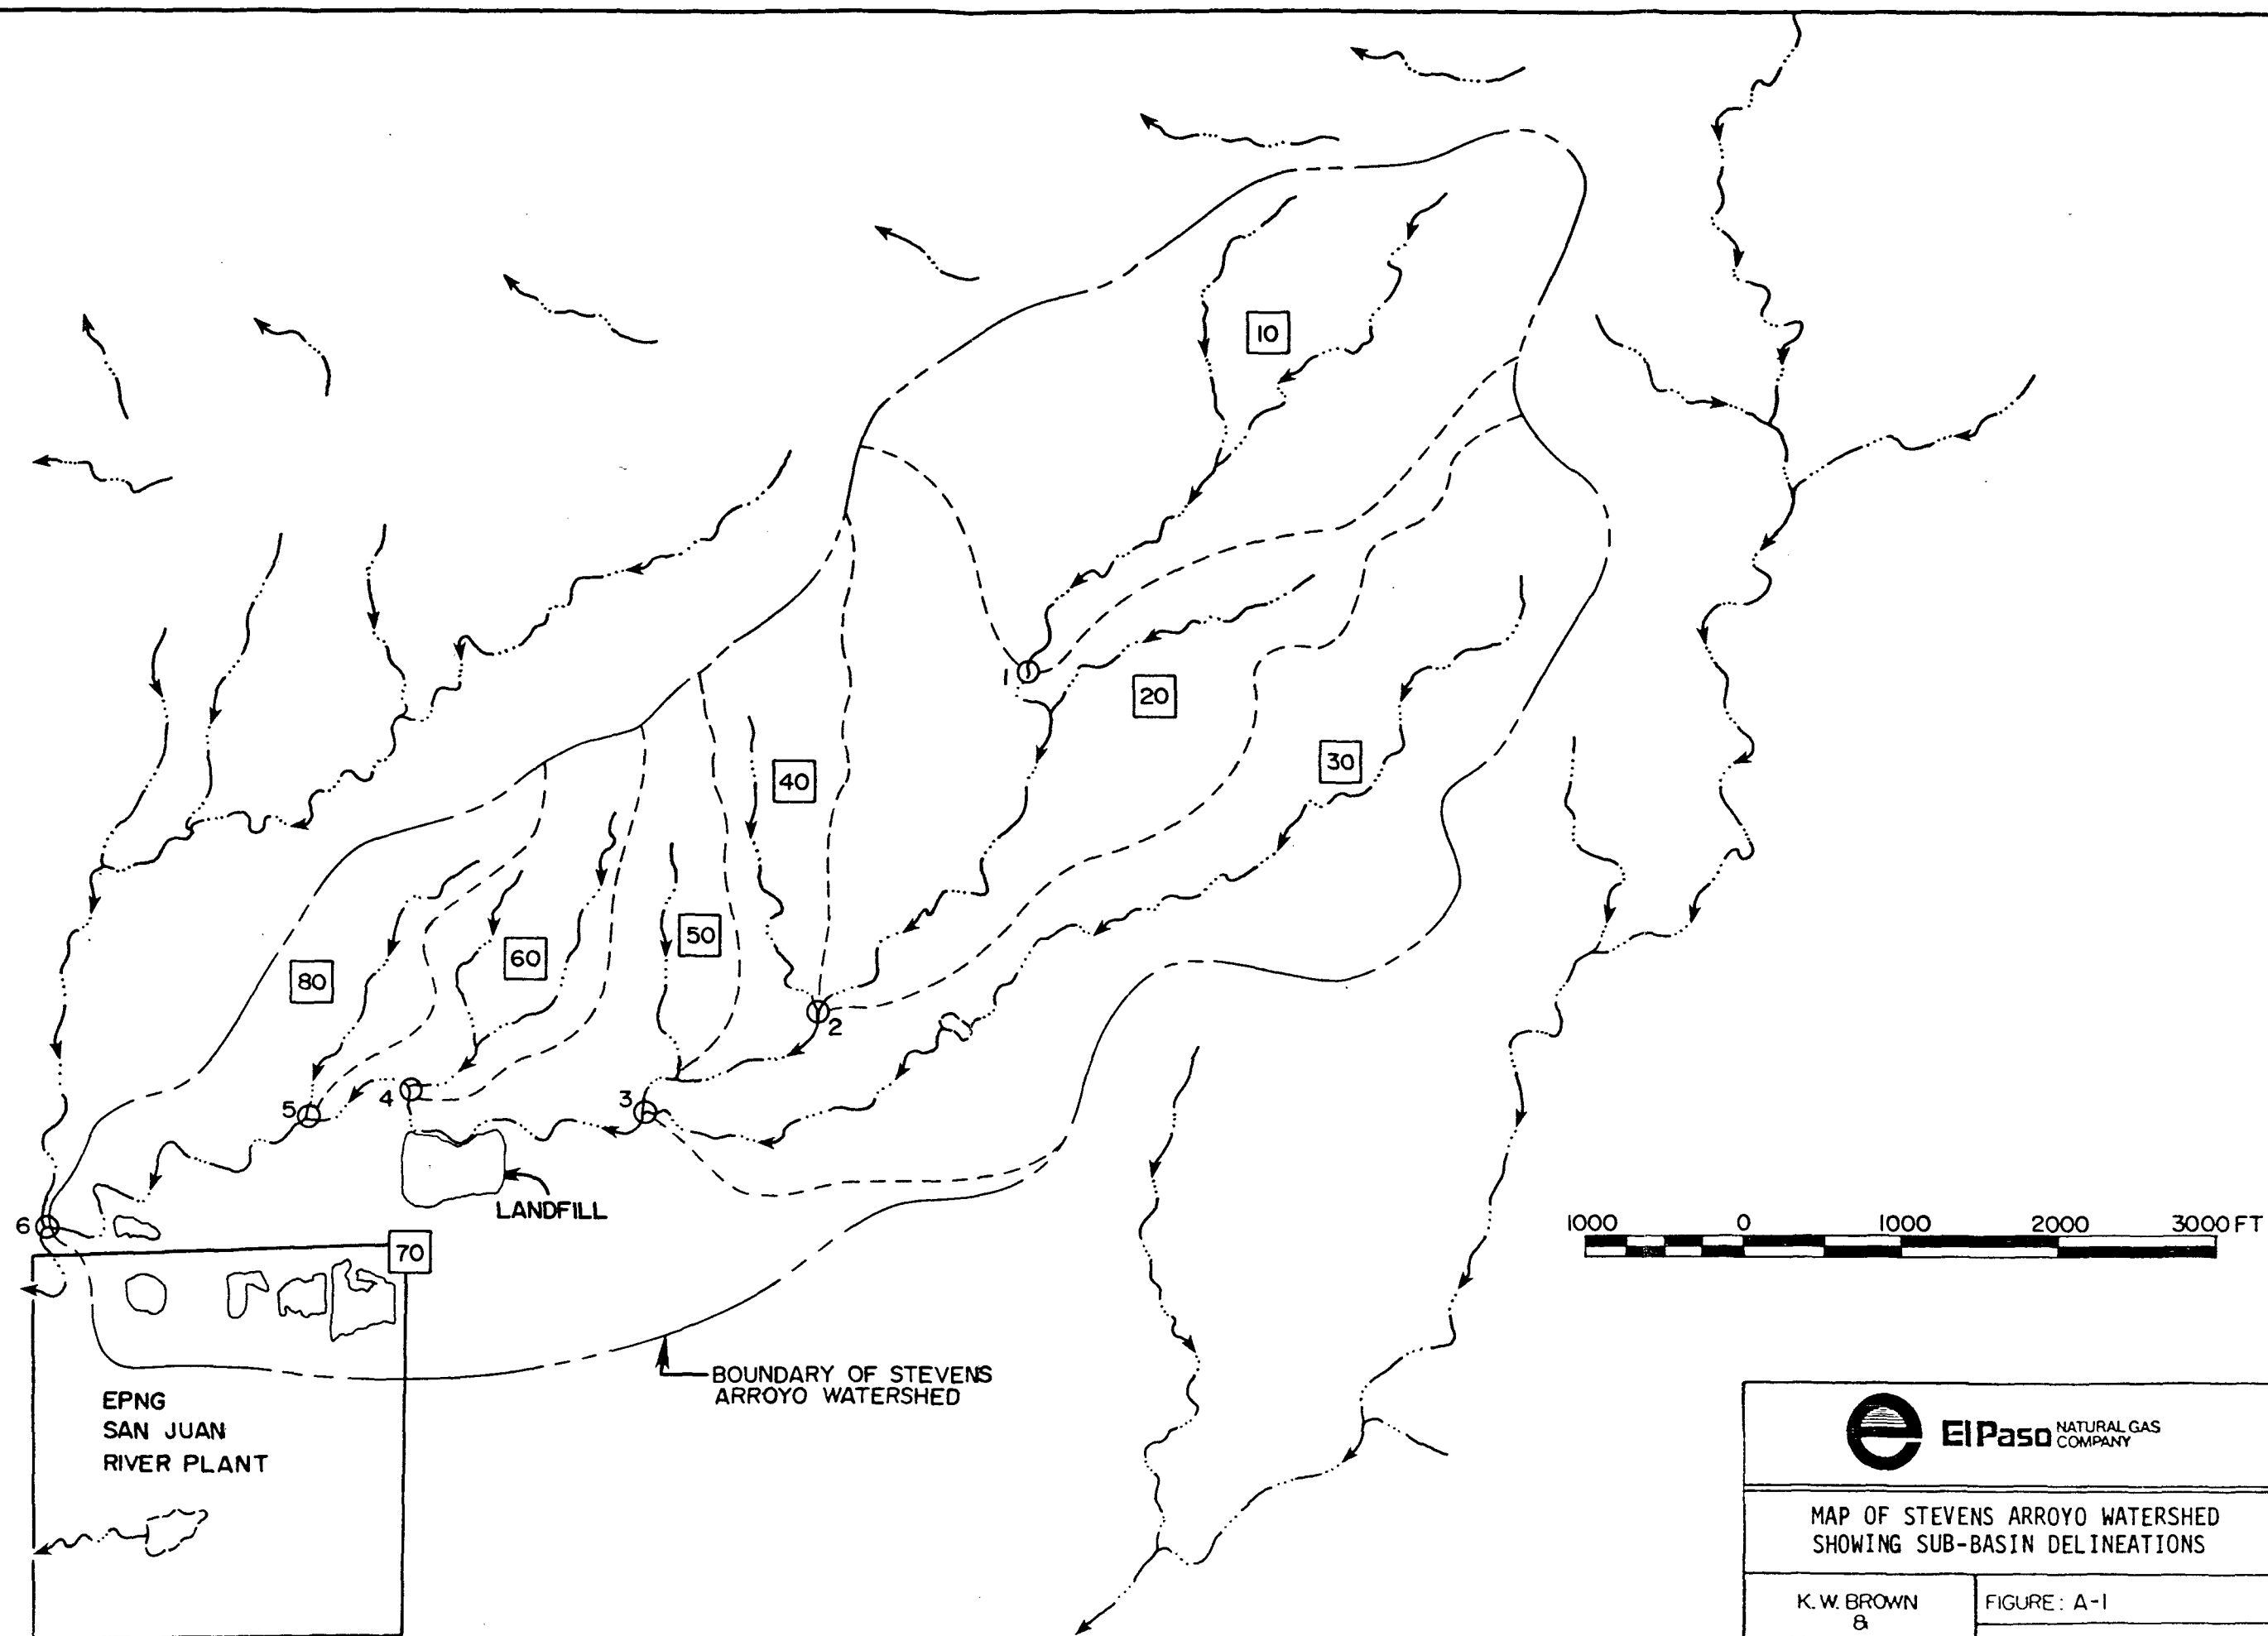 10
20
30
40
50
60
80
1
2
3
4
5
6
70
LANDFILL
1000 0 1000 2000 3000 FT
BOUNDARY OF STEVENS
ARROYO WATERSHED
EPNG
SAN JUAN
RIVER PLANT
El Paso NATURAL GAS
COMPANY
MAP OF STEVENS ARROYO WATERSHED
SHOWING SUB-BASIN DELINEATIONS
K. W. BROWN
&
FIGURE: A-1